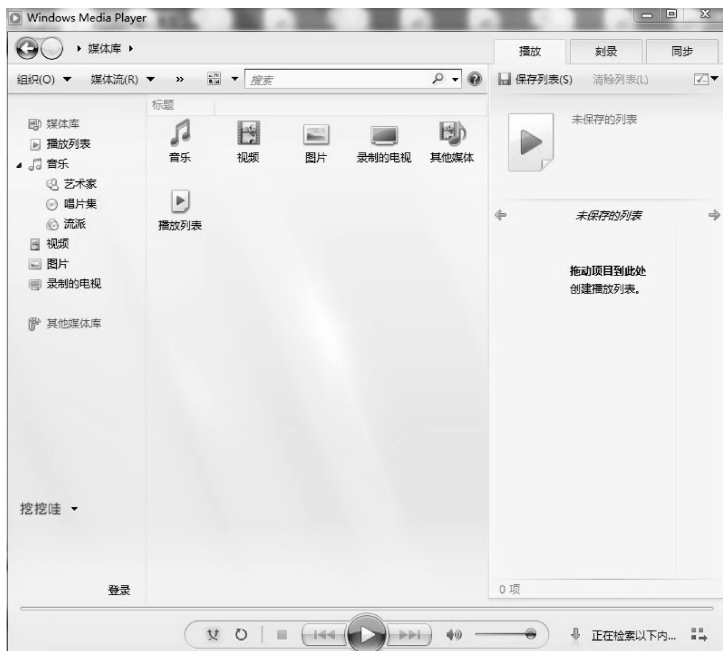 Windows Media Player
媒体库
播放
刻录
同步
组织(O)
媒体流(R)
»
搜索
保存列表(S)
清除列表(L)
标题
媒体库
播放列表
音乐
艺术家
唱片集
流派
视频
图片
录制的电视
其他媒体库
挖挖哇
登录
音乐
视频
图片
录制的电视
其他媒体
播放列表
未保存的列表
未保存的列表
拖动项目到此处
创建播放列表。
0 项
正在检索以下内...